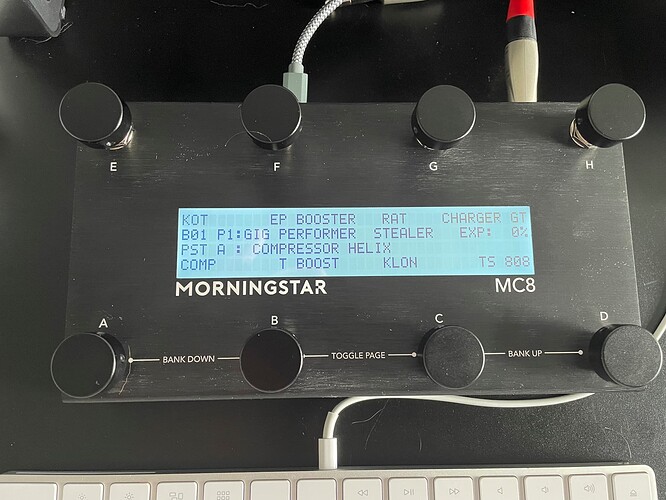 E F G H
KOT EP BOOSTER RAT CHARGER GT
B01 P1:GIG PERFORMER STEALER EXP: 0%
PST A : COMPRESSOR HELIX
COMP T BOOST KLON TS 808
MORNINGSTAR MC8
A B C D
BANK DOWN TOGGLE PAGE BANK UP